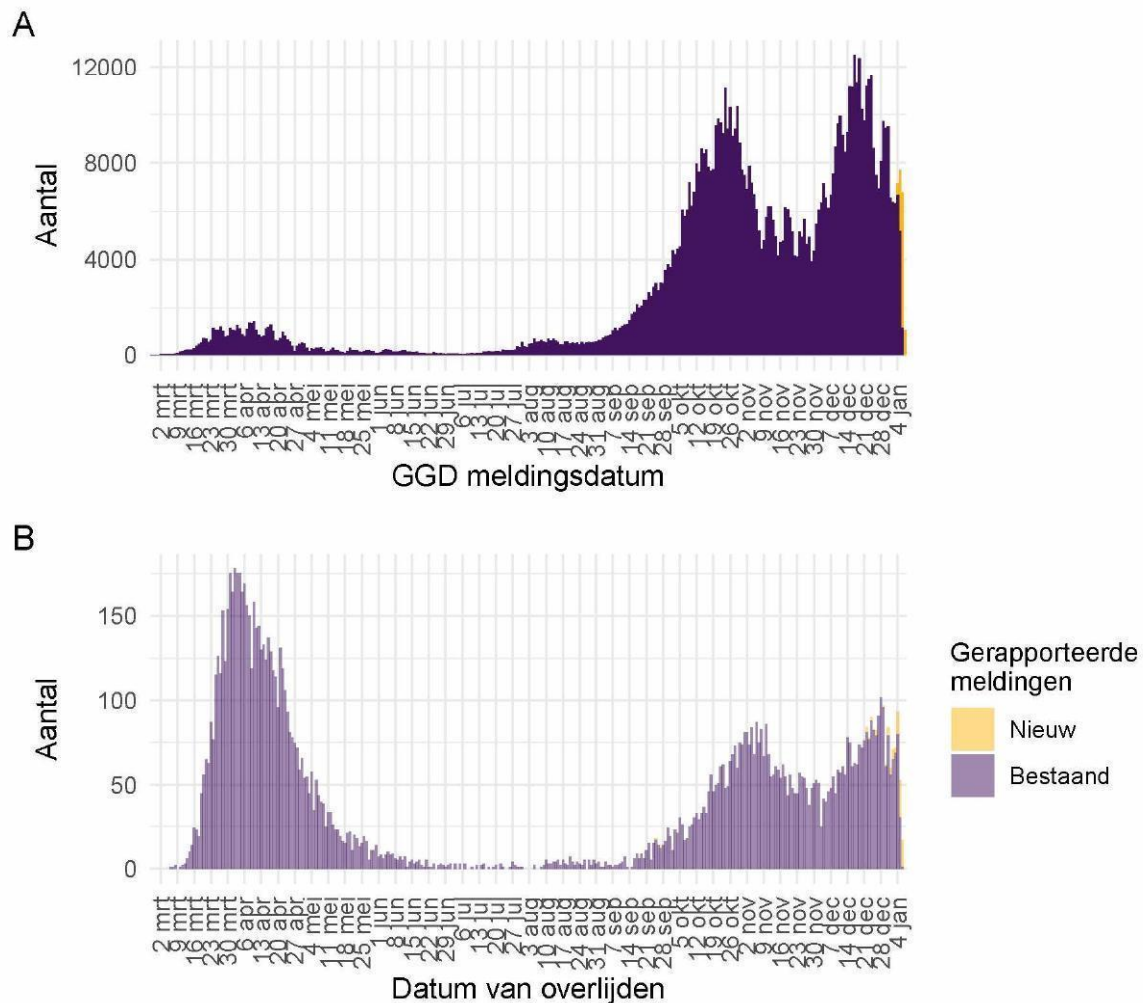 A
12000
8000
4000
0
Aantal
2 mrt
9 mrt
16 mrt
23 mrt
30 mrt
6 apr
13 apr
20 apr
27 apr
4 mei
11 mei
18 mei
25 mei
1 jun
8 jun
15 jun
22 jun
29 jun
6 jul
13 jul
20 jul
27 jul
3 aug
10 aug
17 aug
24 aug
31 aug
7 sep
14 sep
21 sep
28 sep
5 okt
12 okt
19 okt
26 okt
2 nov
9 nov
16 nov
23 nov
30 nov
7 dec
14 dec
21 dec
28 dec
4 jan
GGD meldingsdatum
B
150
100
50
0
Aantal
2 mrt
9 mrt
16 mrt
23 mrt
30 mrt
6 apr
13 apr
20 apr
27 apr
4 mei
11 mei
18 mei
25 mei
1 jun
8 jun
15 jun
22 jun
29 jun
6 jul
13 jul
20 jul
27 jul
3 aug
10 aug
17 aug
24 aug
31 aug
7 sep
14 sep
21 sep
28 sep
5 okt
12 okt
19 okt
26 okt
2 nov
9 nov
16 nov
23 nov
30 nov
7 dec
14 dec
21 dec
28 dec
4 jan
Datum van overlijden
Gerapporteerde
meldingen
Nieuw
Bestaand